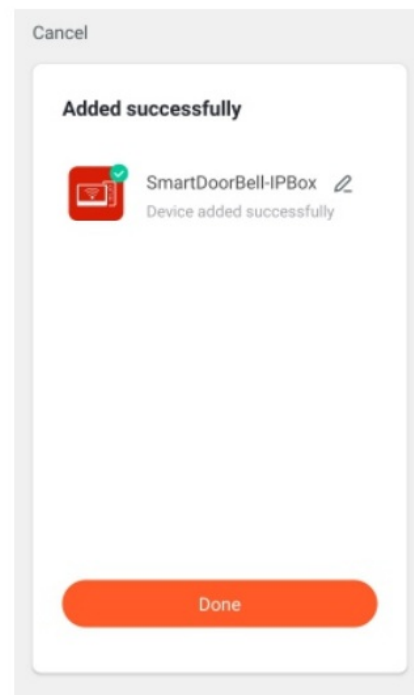 Cancel
Added successfully
SmartDoorBell-IPBox
Device added successfully
Done